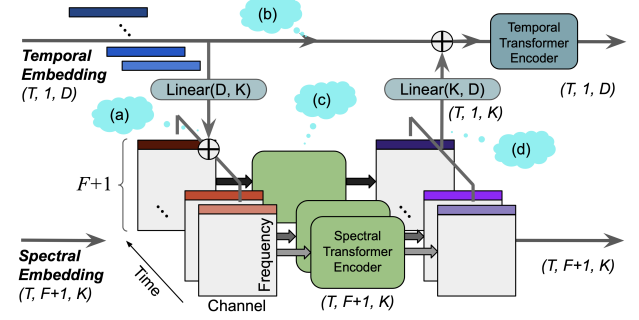 (b)
Temporal
Transformer
Encoder
Temporal
Embedding
(T, 1, D)
Linear(D, K)
Linear(K, D)
(T, 1, D)
(T, 1, K)
(a)
(c)
(d)
F+1
Spectral
Transformer
Encoder
Frequency
Spectral
Embedding
(T, F+1, K)
Time
Channel
(T, F+1, K)
(T, F+1, K)